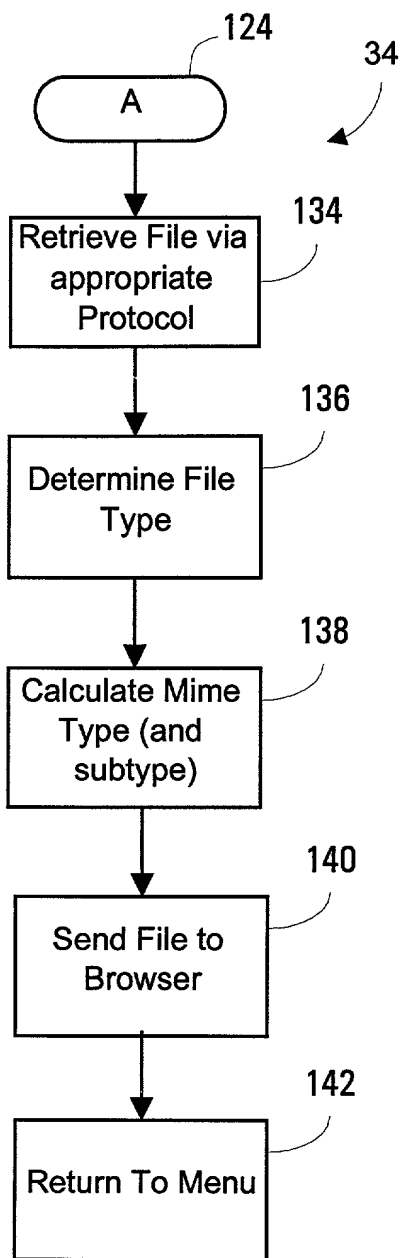 124
34
A
134
Retrieve File via
appropriate
Protocol
136
Determine File
Type
138
Calculate Mime
Type (and
subtype)
140
Send File to
Browser
142
Return To Menu